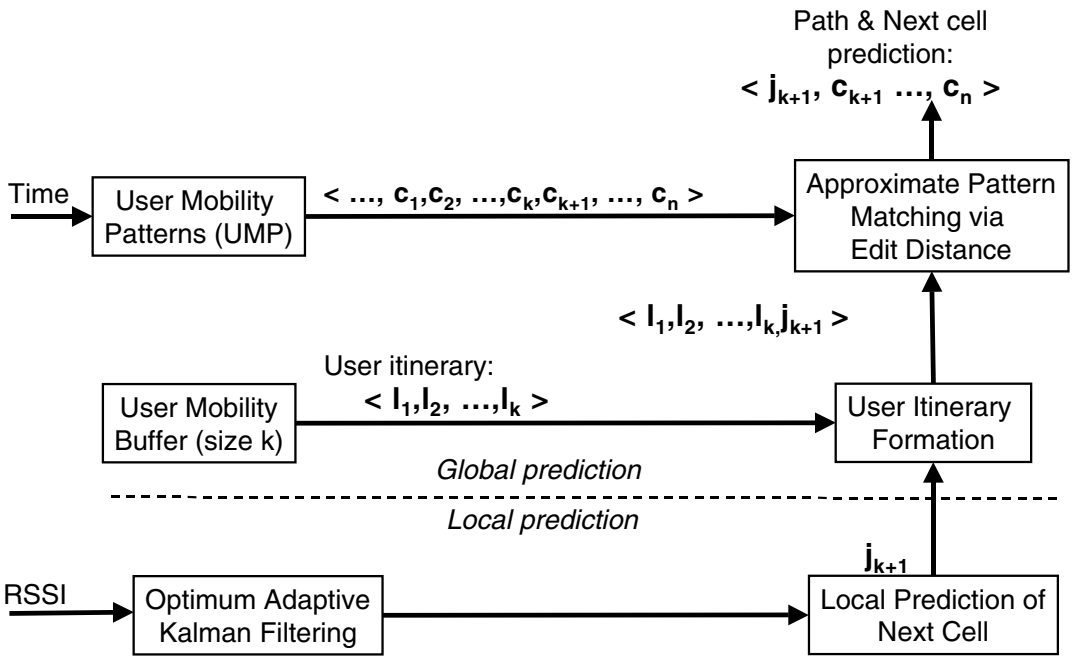 Path & Next cell
prediction:
< j_{k+1}, c_{k+1} ..., c_n >
Time
User Mobility
Patterns (UMP)
< ..., c_1,c_2, ...,c_k,c_{k+1}, ..., c_n >
Approximate Pattern
Matching via
Edit Distance
< l_1,l_2, ...,l_k,j_{k+1} >
User itinerary:
< l_1,l_2, ...,l_k >
User Mobility
Buffer (size k)
User Itinerary
Formation
Global prediction
Local prediction
j_{k+1}
RSSI
Optimum Adaptive
Kalman Filtering
Local Prediction of
Next Cell